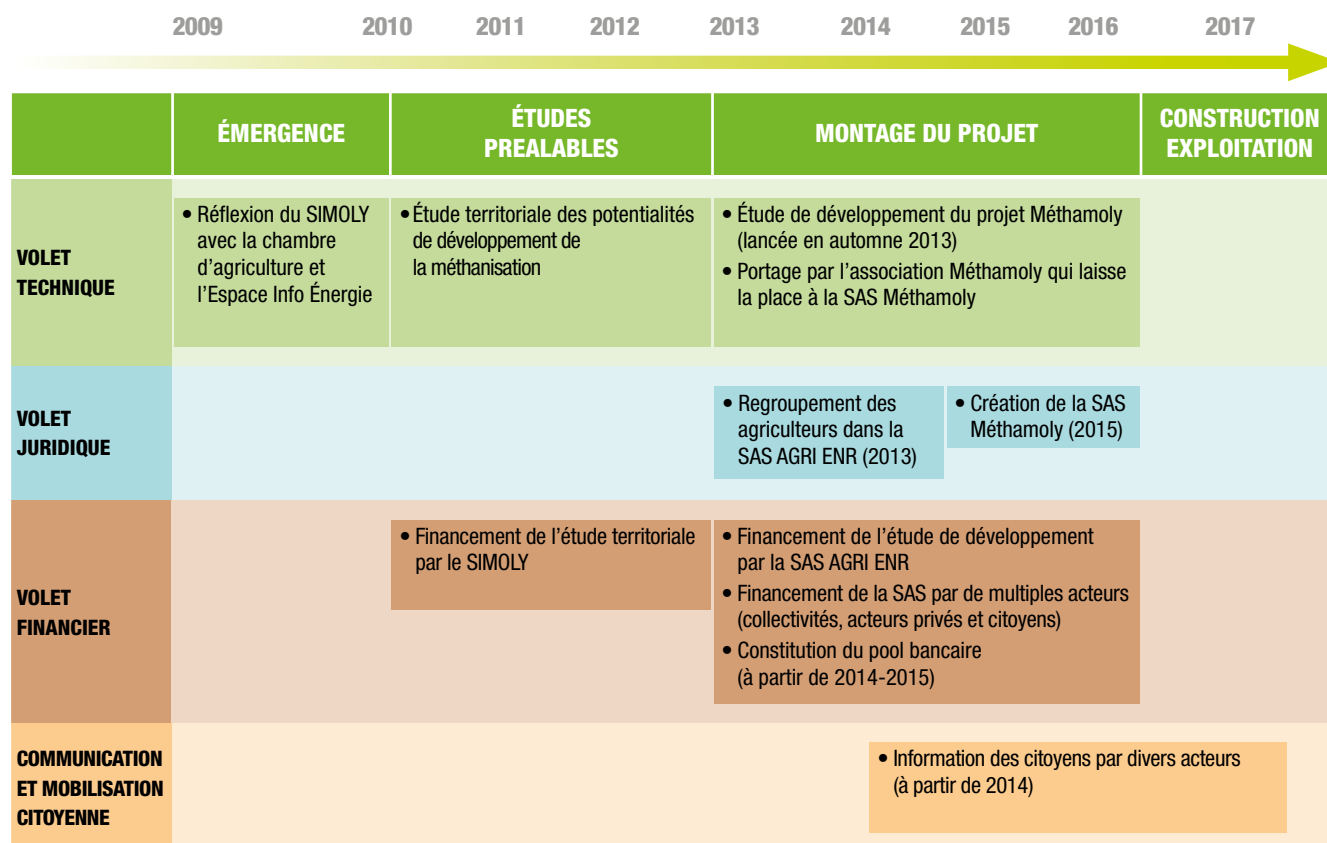 2009 2010 2011 2012 2013 2014 2015 2016 2017
ÉMERGENCE
ÉTUDES
PREALABLES
MONTAGE DU PROJET
CONSTRUCTION
EXPLOITATION
VOLET
TECHNIQUE
• Réflexion du SIMOLY
avec la chambre
d’agriculture et
l’Espace Info Énergie
• Étude territoriale des potentialités
de développement de
la méthanisation
• Étude de développement du projet Méthamoly
(lancée en automne 2013)
• Portage par l’association Méthamoly qui laisse
la place à la SAS Méthamoly
VOLET
JURIDIQUE
• Regroupement des
agriculteurs dans la
SAS AGRI ENR (2013)
• Création de la SAS
Méthamoly (2015)
VOLET
FINANCIER
• Financement de l’étude territoriale
par le SIMOLY
• Financement de l’étude de développement
par la SAS AGRI ENR
• Financement de la SAS par de multiples acteurs
(collectivités, acteurs privés et citoyens)
• Constitution du pool bancaire
(à partir de 2014-2015)
COMMUNICATION
ET MOBILISATION
CITOYENNE
• Information des citoyens par divers acteurs
(à partir de 2014)